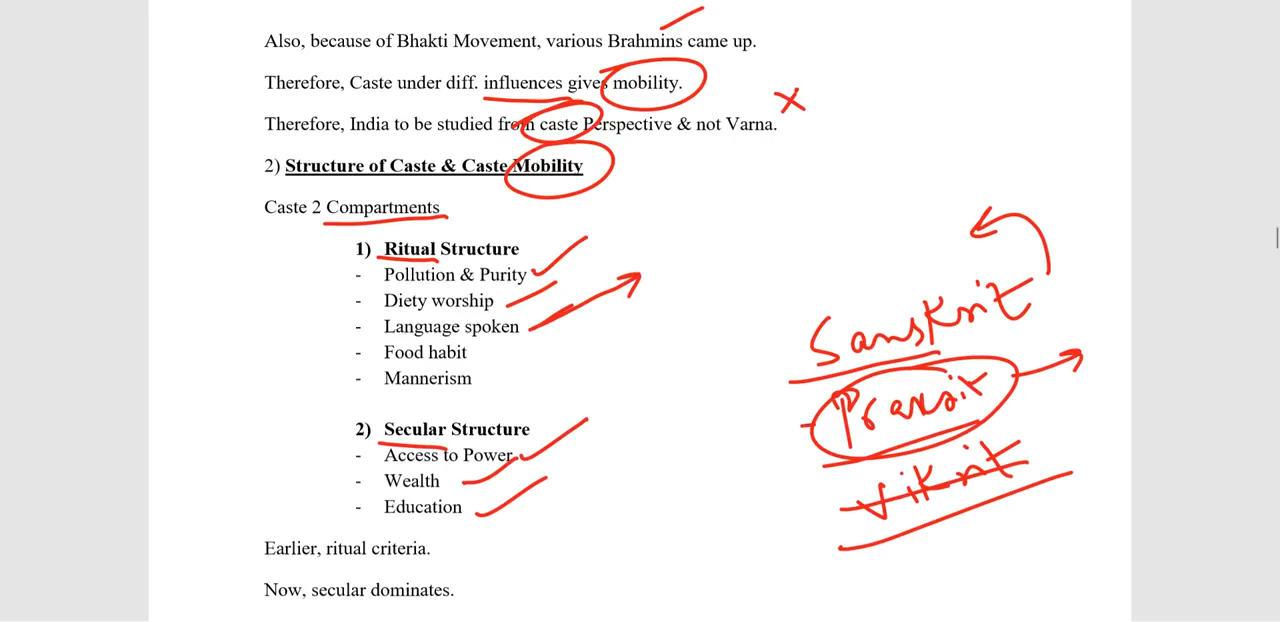 Also, because of Bhakti Movement, various Brahmins came up.
Therefore, Caste under diff. influences gives mobility.
Therefore, India to be studied from caste Perspective & not Varna.
2) Structure of Caste & Caste Mobility
Caste 2 Compartments
1) Ritual Structure
- Pollution & Purity
- Diety worship
- Language spoken
- Food habit
- Mannerism
2) Secular Structure
- Access to Power
- Wealth
- Education
Earlier, ritual criteria.
Now, secular dominates.
Sanskrit
Vikrit